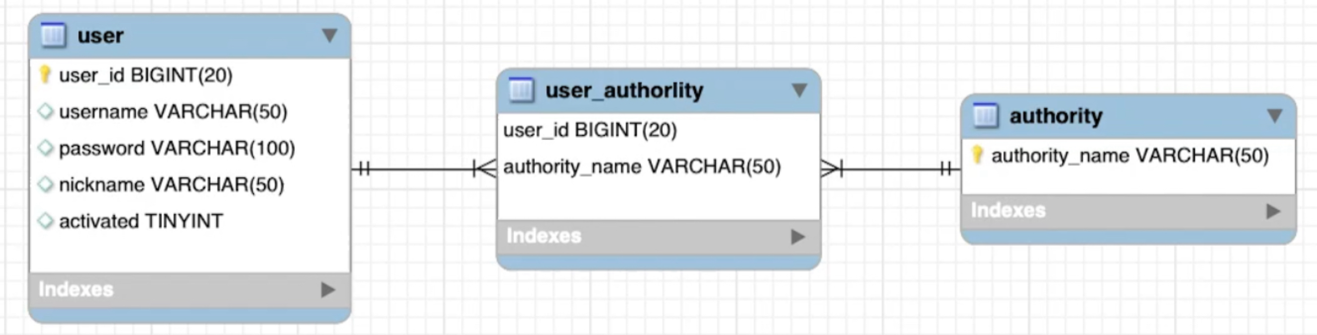 user
user_id BIGINT(20)
username VARCHAR(50)
password VARCHAR(100)
nickname VARCHAR(50)
activated TINYINT
Indexes
user_authorlity
user_id BIGINT(20)
authority_name VARCHAR(50)
Indexes
authority
authority_name VARCHAR(50)
Indexes